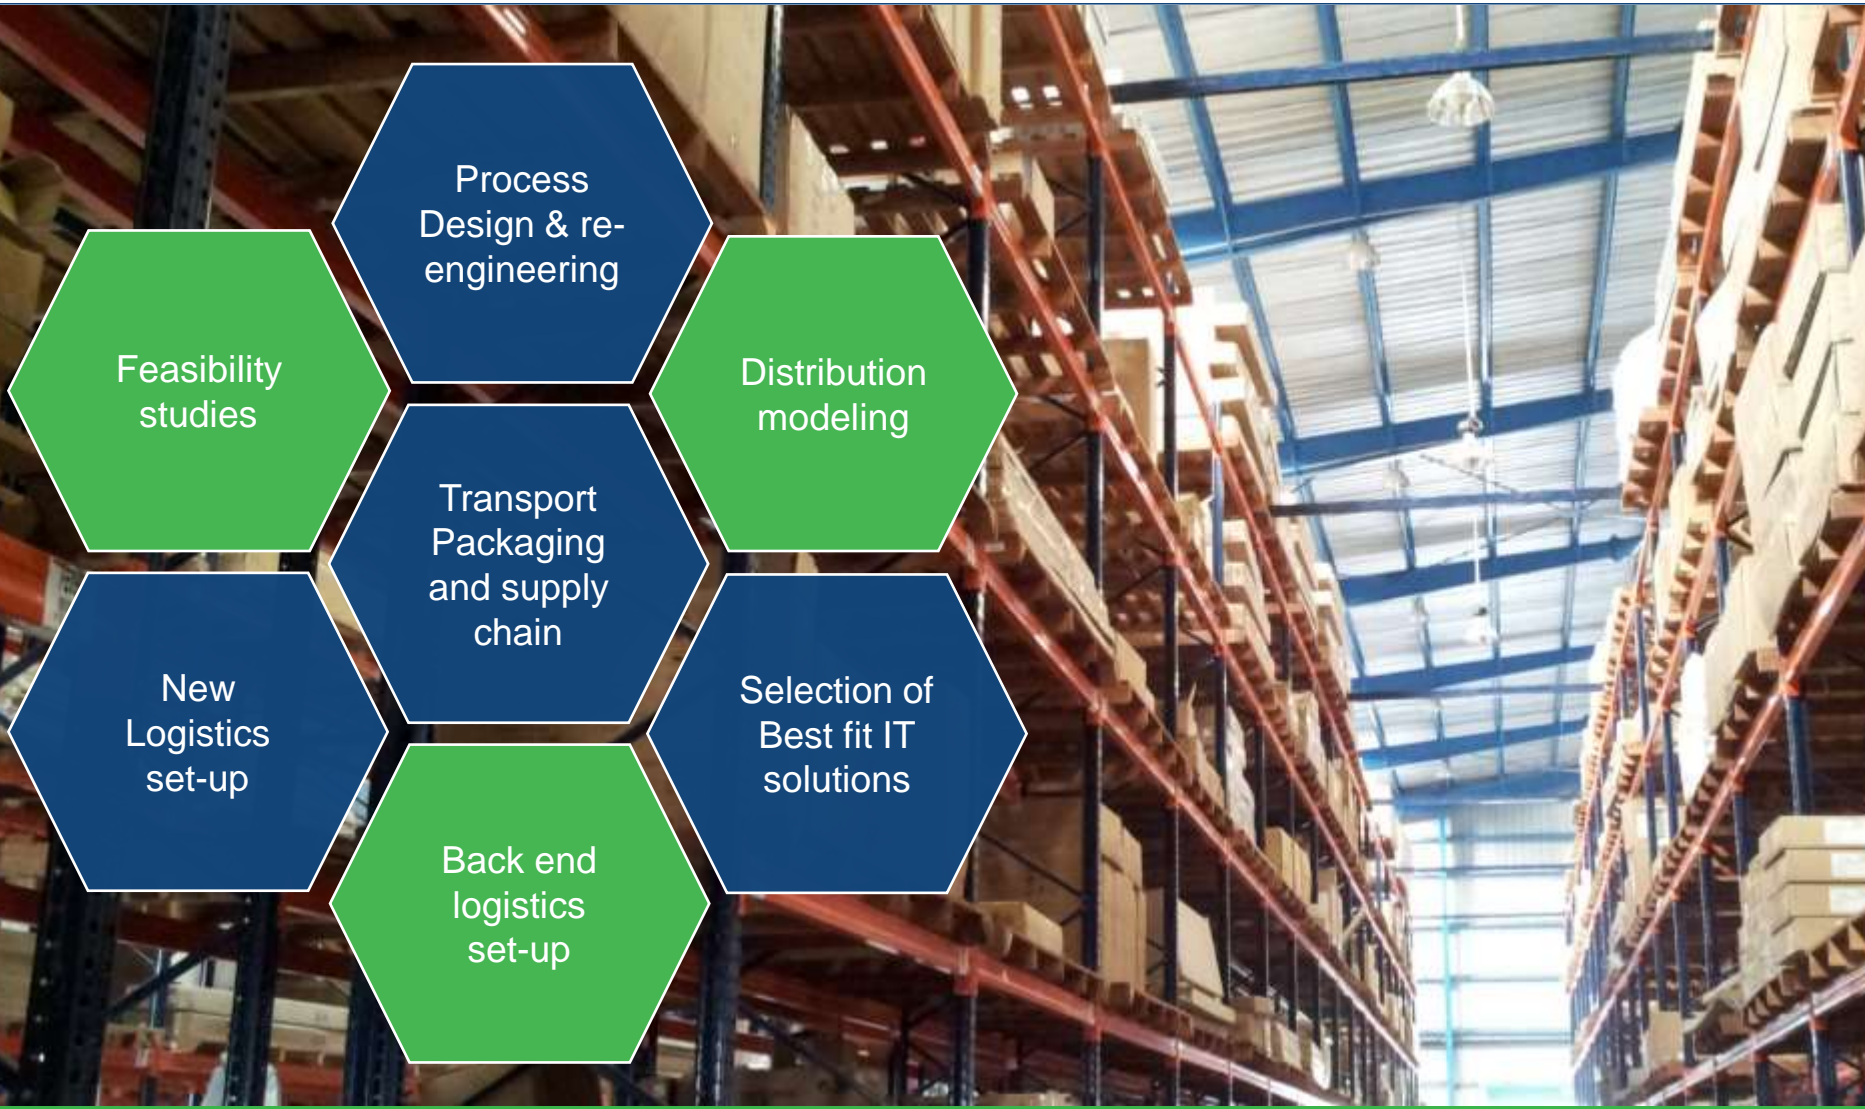 Process
Design & re-
engineering
Feasibility
studies
Distribution
modeling
Transport
Packaging
and supply
chain
New
Logistics
set-up
Selection of
Best fit IT
solutions
Back end
logistics
set-up